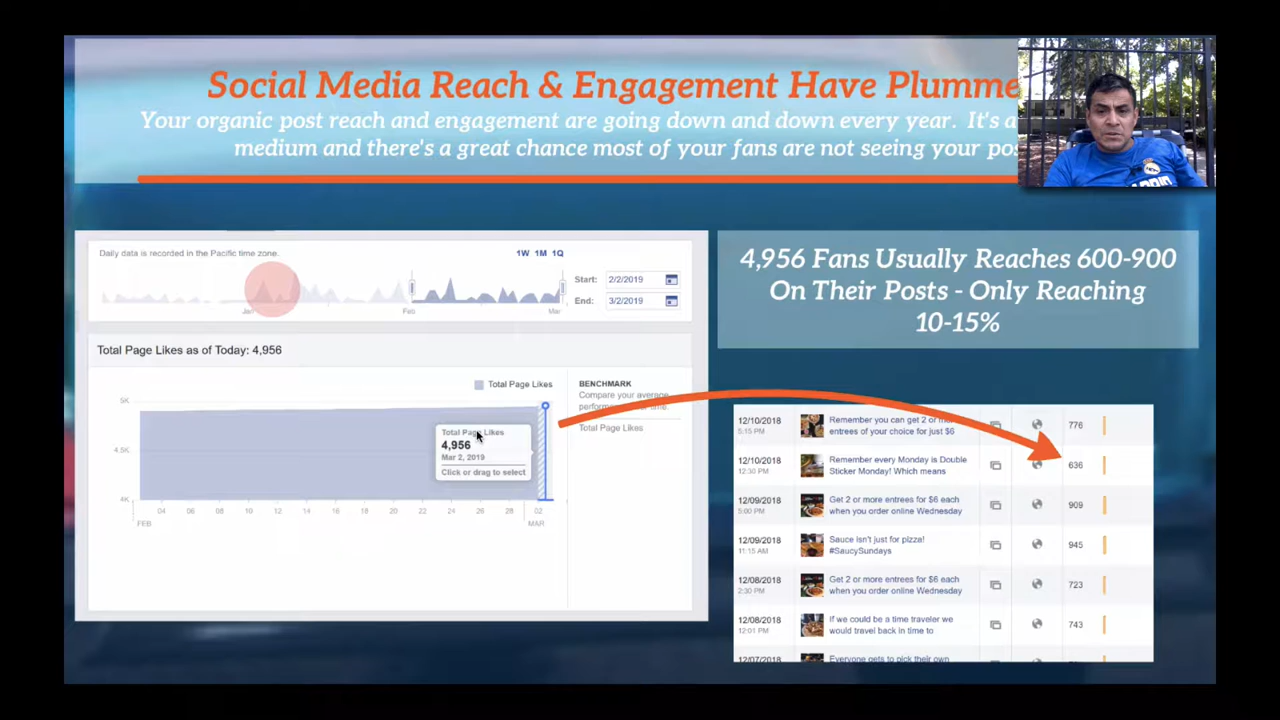 Social Media Reach & Engagement Have Plumme
Your organic post reach and engagement are going down and down every year. It's a
medium and there's a great chance most of your fans are not seeing your pos
Daily data is recorded in the Pacific time zone.
1W 1M 1Q
Start: 2/2/2019
End: 3/2/2019
Jan Feb Mar
Total Page Likes as of Today: 4,956
Total Page Likes
BENCHMARK
Compare your average
performance over time.
Total Page Likes
5K
4.5K
4K
Total Page Likes
4,956
Mar 2, 2019
Click or drag to select
04 06 08 10 12 14 16 18 20 22 24 26 28 02
FEB MAR
4,956 Fans Usually Reaches 600-900
On Their Posts - Only Reaching
10-15%
12/10/2018
5:15 PM
Remember you can get 2 or more
entrees of your choice for just $6
776
12/10/2018
12:30 PM
Remember every Monday is Double
Sticker Monday! Which means
636
12/09/2018
5:00 PM
Get 2 or more entrees for $6 each
when you order online Wednesday
909
12/09/2018
11:15 AM
Sauce isn't just for pizza!
#SaucySundays
945
12/08/2018
2:30 PM
Get 2 or more entrees for $6 each
when you order online Wednesday
723
12/08/2018
12:01 PM
If we could be a time traveler we
would travel back in time to
743
12/07/2018
Everyone gets to pick their own